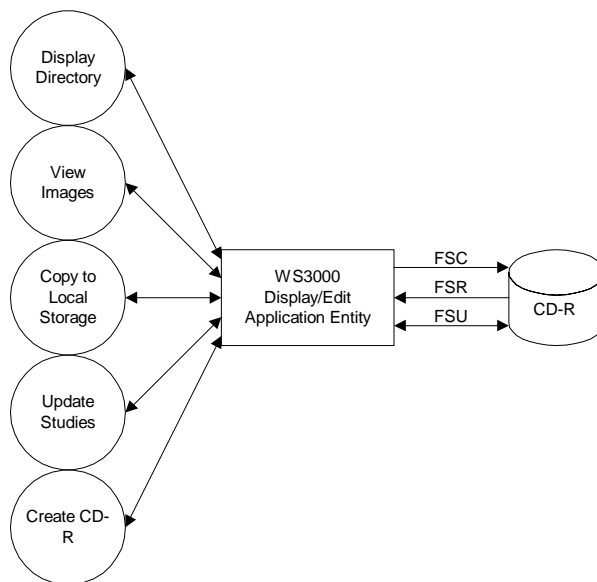 Display
Directory
View
Images
Copy to
Local
Storage
Update
Studies
Create CD-
R
WS3000
Display/Edit
Application Entity
FSC
FSR
FSU
CD-R